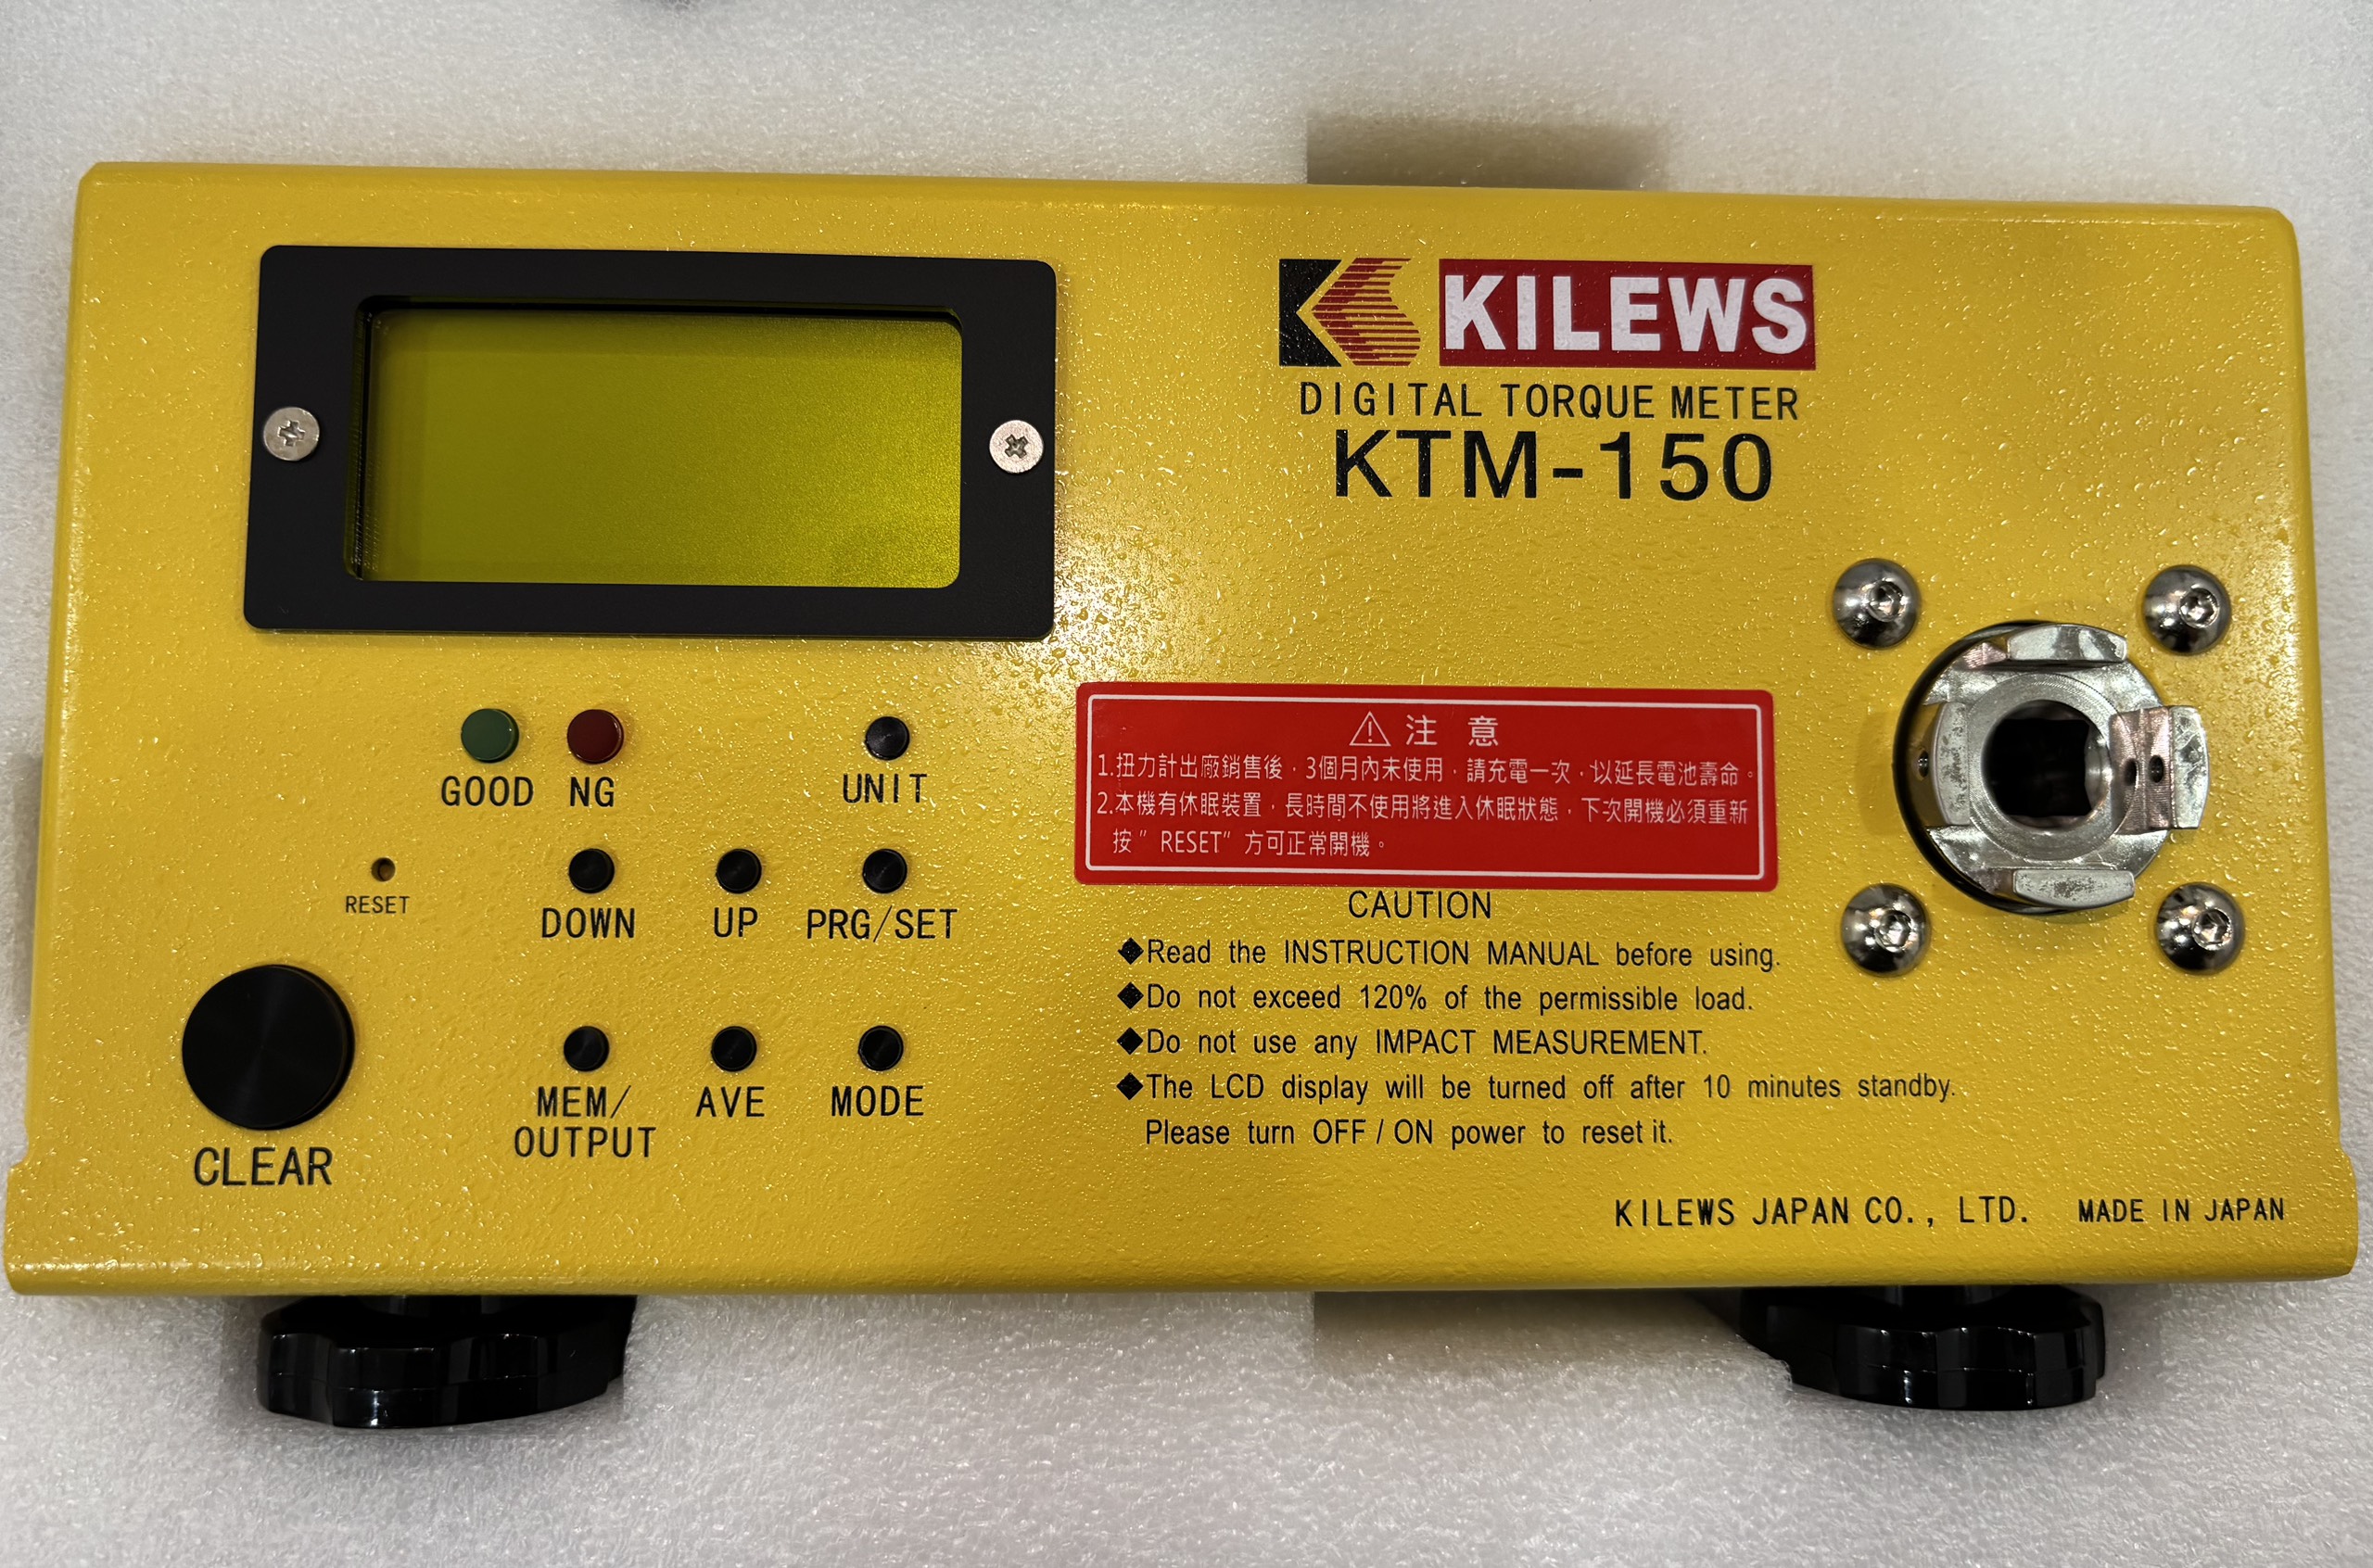 KILEWS
DIGITAL TORQUE METER
KTM-150
GOOD NG UNIT
RESET
DOWN UP PRG/SET
CLEAR
MEM/
OUTPUT
AVE MODE
⚠注 意
1.扭力計出廠銷售後,3個月內未使用,請充電一次,以延長電池壽命。
2.本機有休眠裝置,長時間不使用將進入休眠狀態,下次開機必須重新
按" RESET"方可正常開機。
CAUTION
◆Read the INSTRUCTION MANUAL before using.
◆Do not exceed 120% of the permissible load.
◆Do not use any IMPACT MEASUREMENT.
◆The LCD display will be turned off after 10 minutes standby.
Please turn OFF / ON power to reset it.
KILEWS JAPAN CO., LTD. MADE IN JAPAN